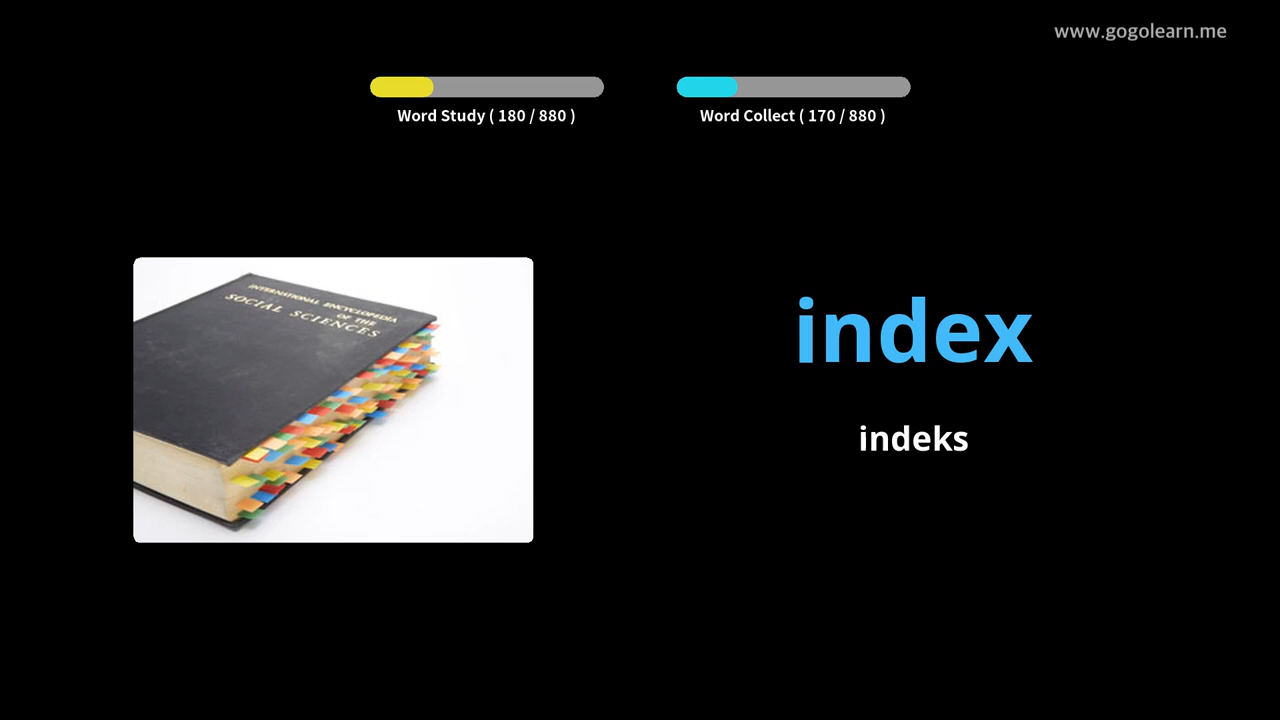 www.gogolearn.me
Word Study ( 180 / 880 )
Word Collect ( 170 / 880 )
INTERNATIONAL ENCYCLOPEDIA
OF THE
SOCIAL SCIENCES
index
indeks